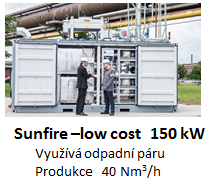 Sunfire –low cost 150 kW
Využívá odpadní páru
Produkce 40 Nm³/h